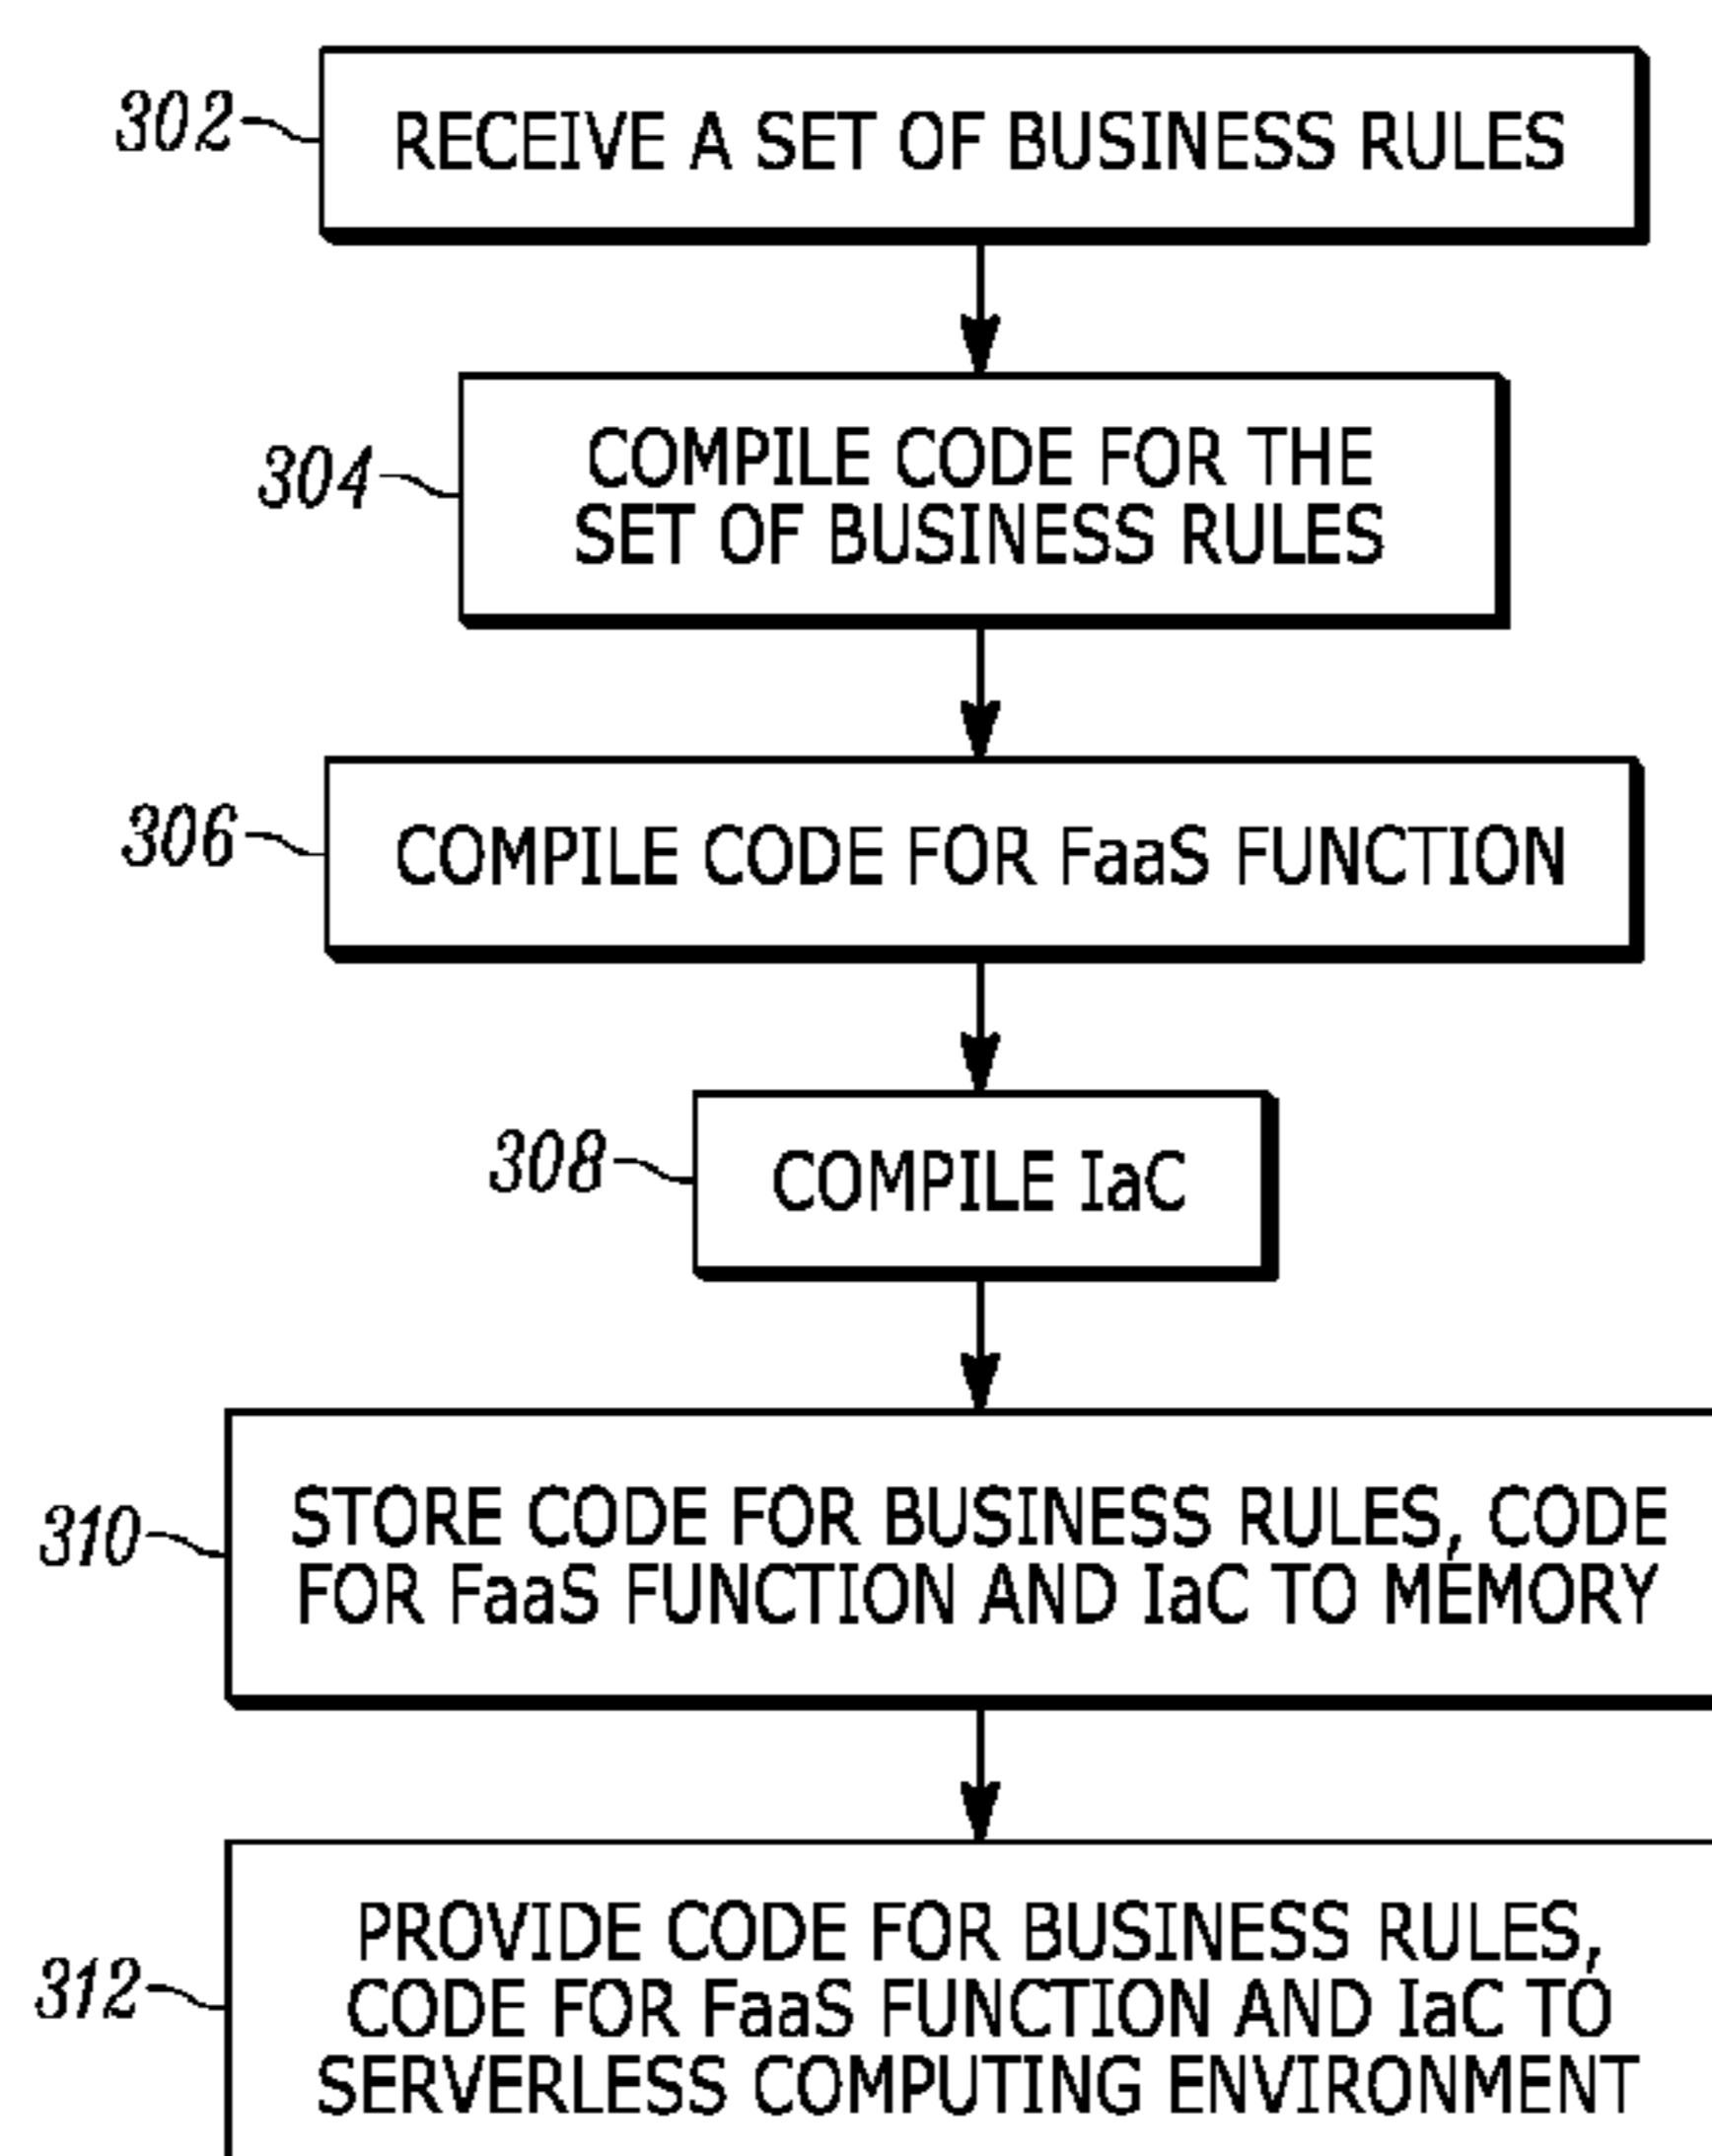 302
RECEIVE A SET OF BUSINESS RULES
304
COMPILE CODE FOR THE
SET OF BUSINESS RULES
306
COMPILE CODE FOR FaaS FUNCTION
308
COMPILE IaC
310
STORE CODE FOR BUSINESS RULES, CODE
FOR FaaS FUNCTION AND IaC TO MEMORY
312
PROVIDE CODE FOR BUSINESS RULES,
CODE FOR FaaS FUNCTION AND IaC TO
SERVERLESS COMPUTING ENVIRONMENT